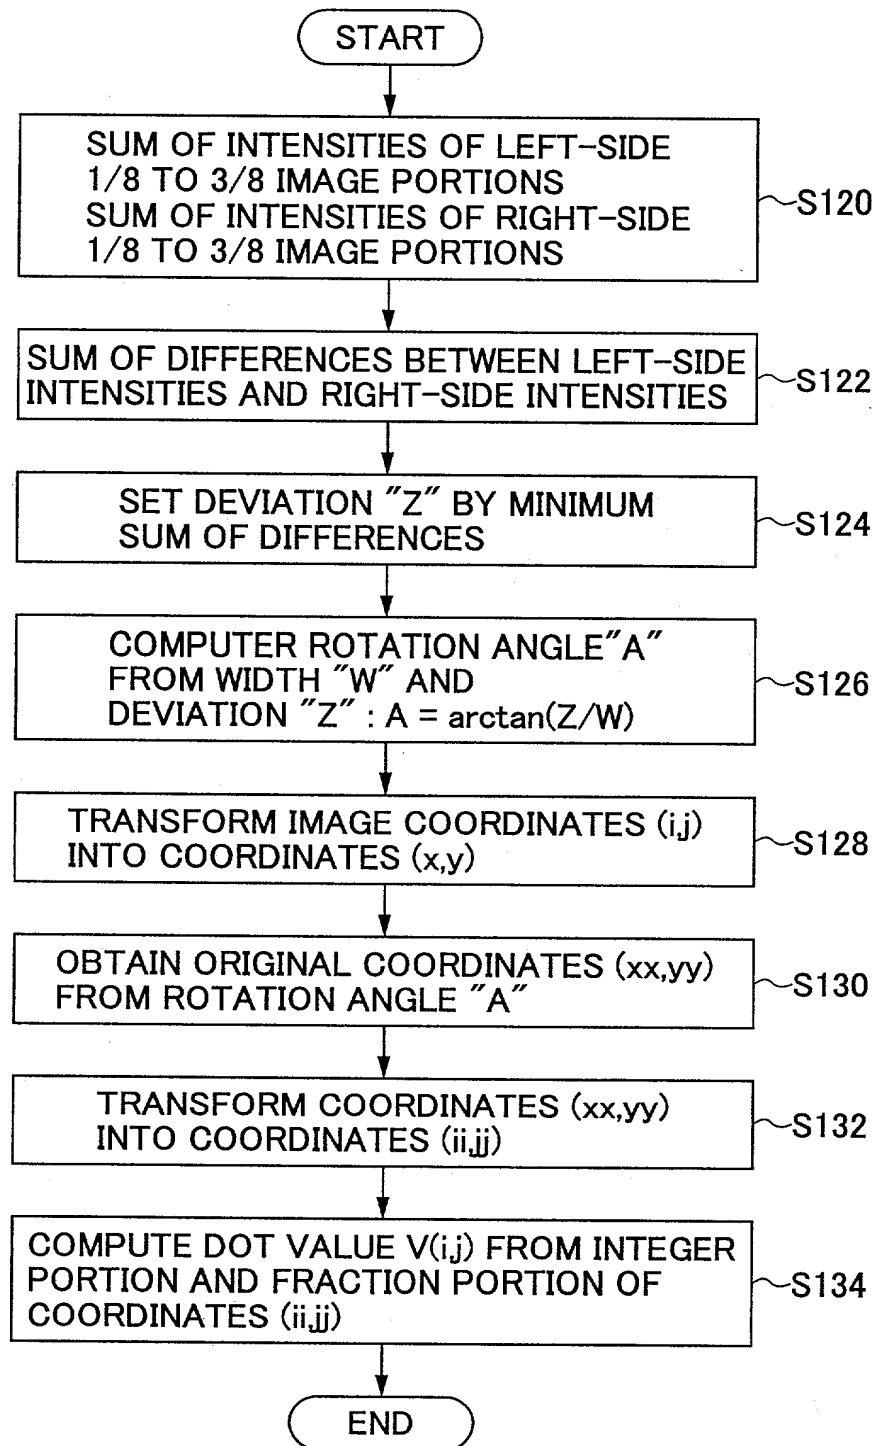 START
SUM OF INTENSITIES OF LEFT-SIDE
1/8 TO 3/8 IMAGE PORTIONS
SUM OF INTENSITIES OF RIGHT-SIDE
1/8 TO 3/8 IMAGE PORTIONS
S120
SUM OF DIFFERENCES BETWEEN LEFT-SIDE
INTENSITIES AND RIGHT-SIDE INTENSITIES
S122
SET DEVIATION "Z" BY MINIMUM
SUM OF DIFFERENCES
S124
COMPUTER ROTATION ANGLE"A"
FROM WIDTH "W" AND
DEVIATION "Z" : A = arctan(Z/W)
S126
TRANSFORM IMAGE COORDINATES (i,j)
INTO COORDINATES (x,y)
S128
OBTAIN ORIGINAL COORDINATES (xx,yy)
FROM ROTATION ANGLE "A"
S130
TRANSFORM COORDINATES (xx,yy)
INTO COORDINATES (ii,jj)
S132
COMPUTE DOT VALUE V(i,j) FROM INTEGER
PORTION AND FRACTION PORTION OF
COORDINATES (ii,jj)
S134
END